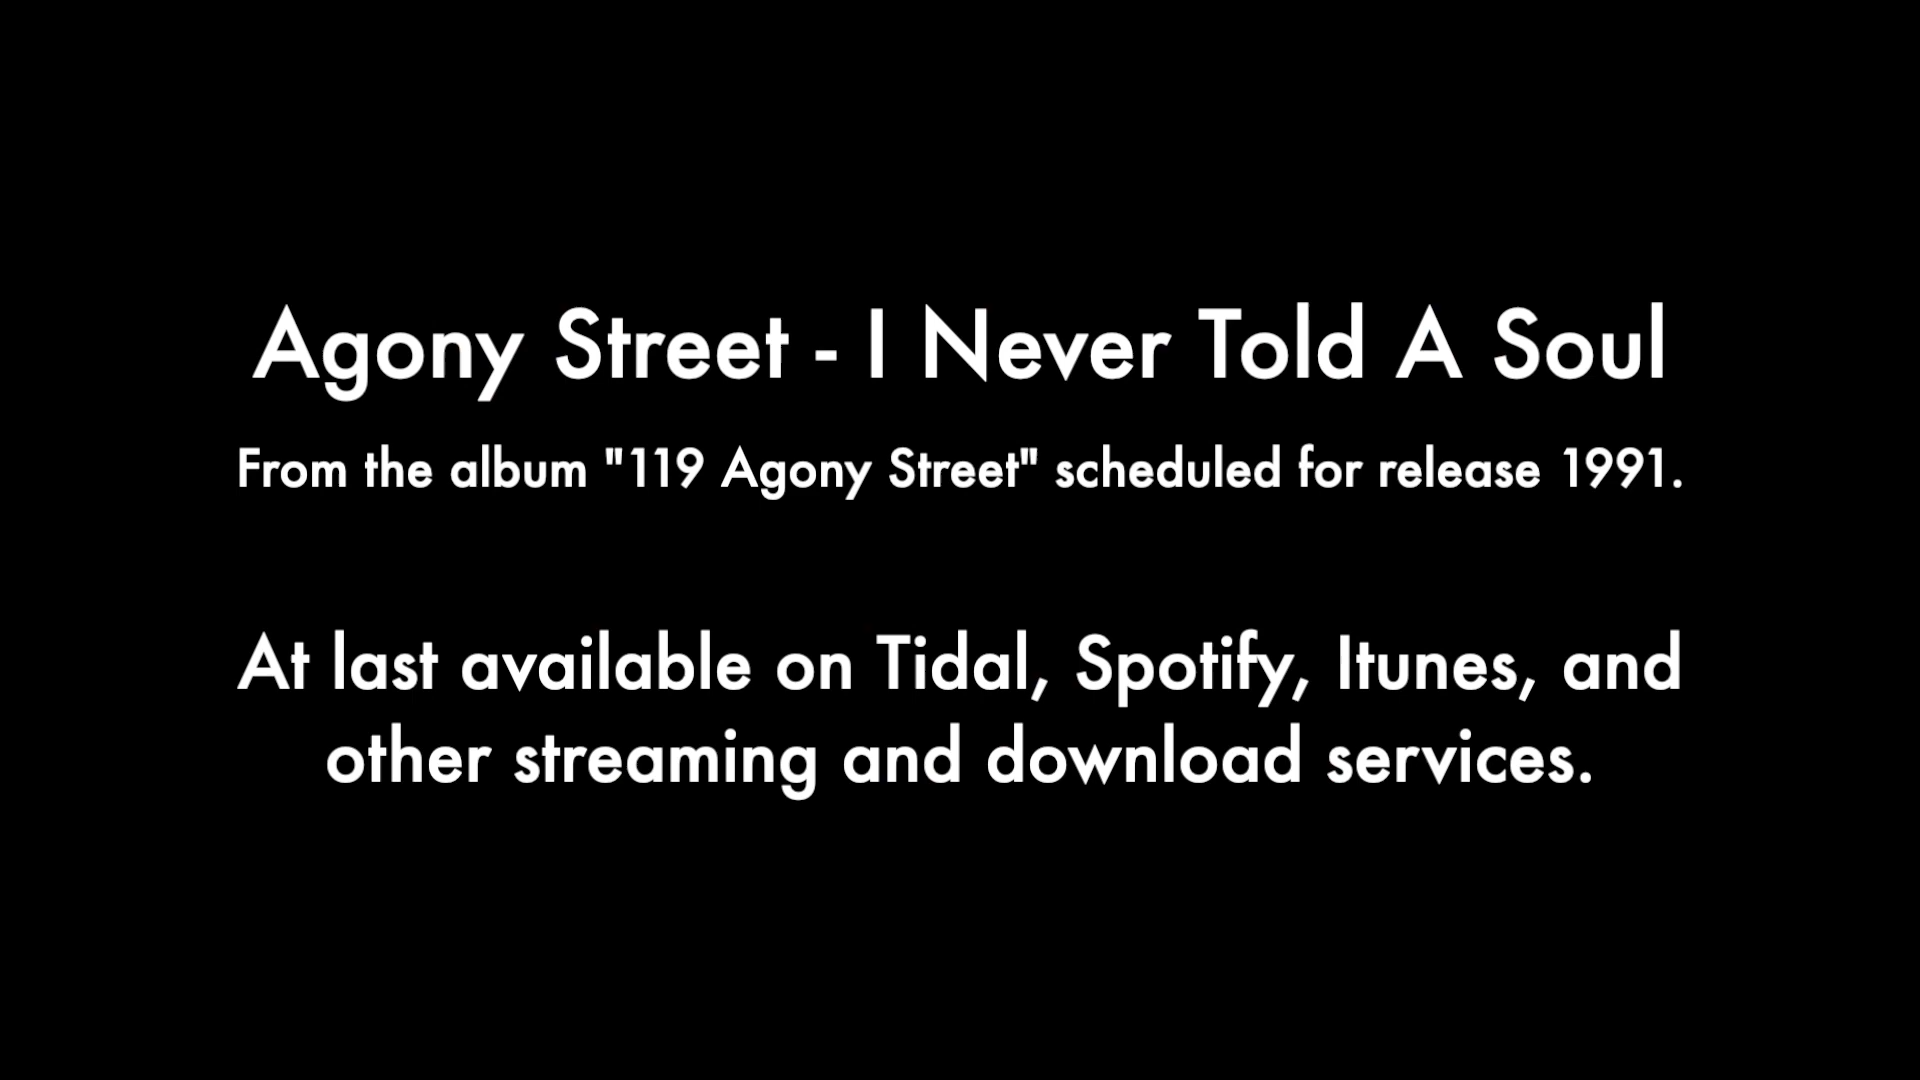 Agony Street - I Never Told A Soul
From the album "119 Agony Street" scheduled for release 1991.
At last available on Tidal, Spotify, Itunes, and
other streaming and download services.